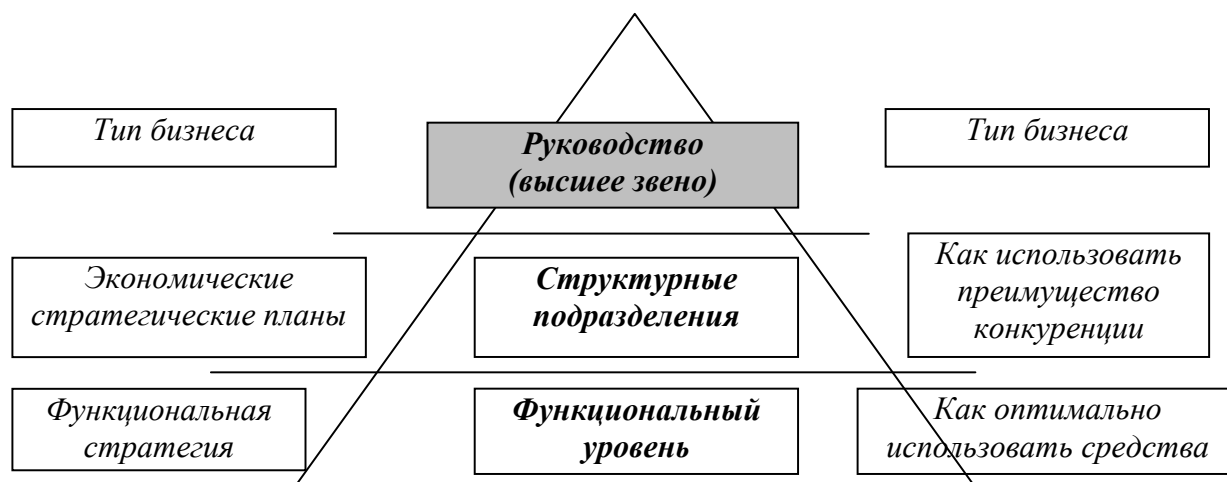 Тип бизнеса
Руководство
(высшее звено)
Тип бизнеса
Экономические
стратегические планы
Структурные
подразделения
Как использовать
преимущество
конкуренции
Функциональная
стратегия
Функциональный
уровень
Как оптимально
использовать средства